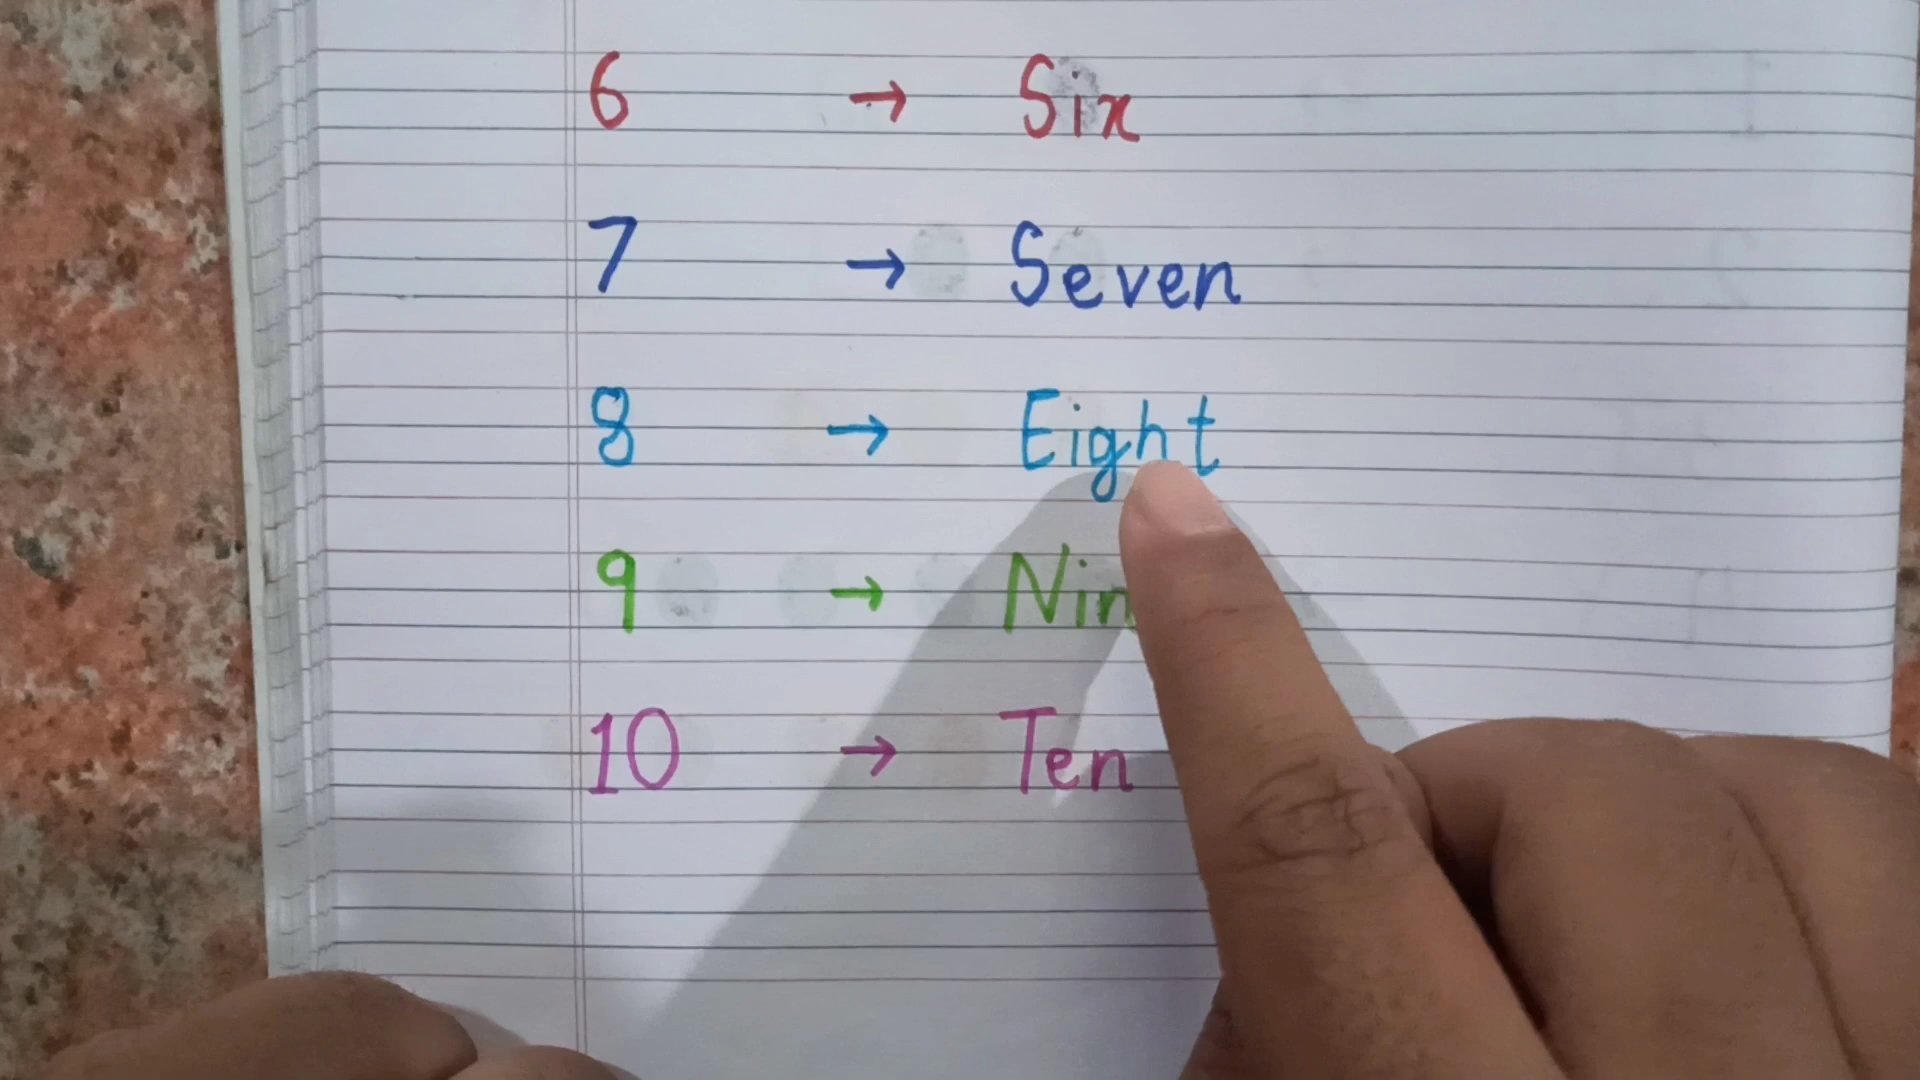 6 → Six
7 → Seven
8 → Eight
9 →
10 → Ten